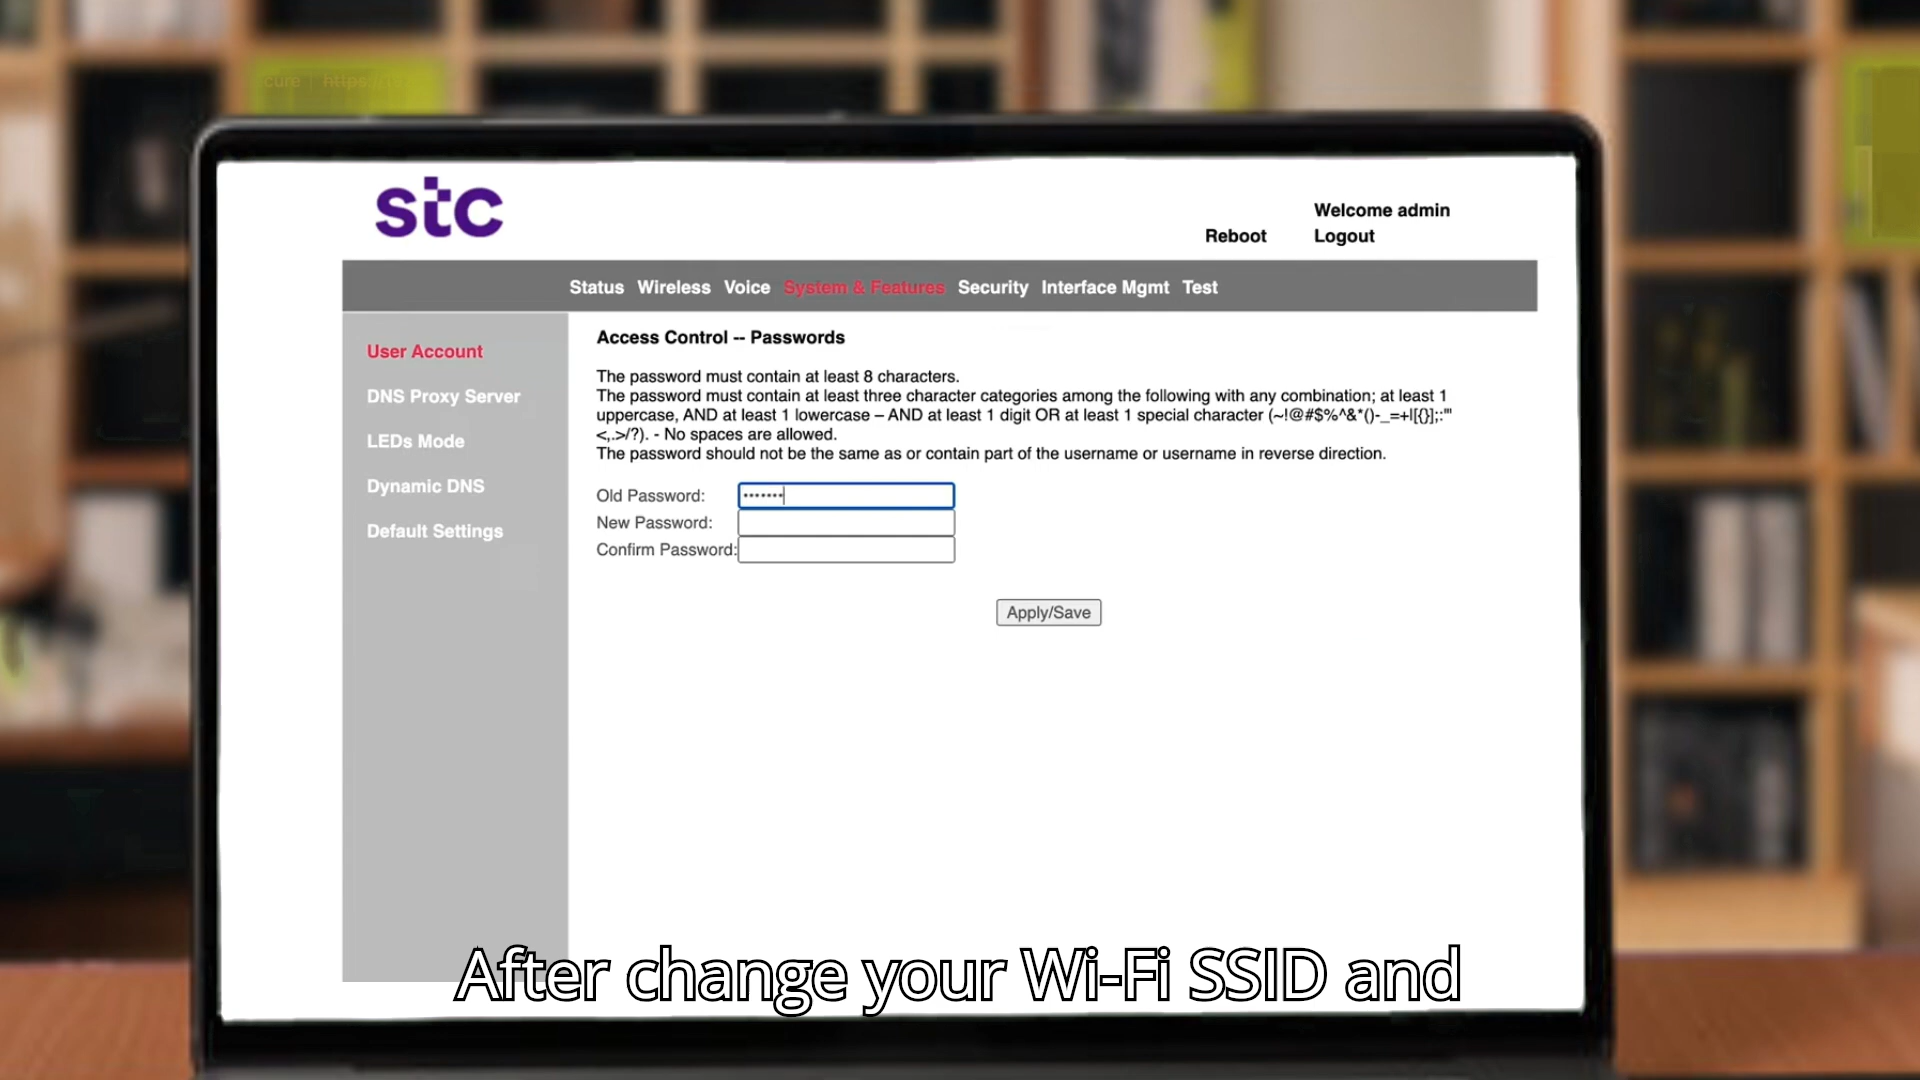 cure | https://
stc
Welcome admin
Reboot Logout
Status Wireless Voice System & Features Security Interface Mgmt Test
User Account
DNS Proxy Server
LEDs Mode
Dynamic DNS
Default Settings
Access Control -- Passwords
The password must contain at least 8 characters.
The password must contain at least three character categories among the following with any combination; at least 1
uppercase, AND at least 1 lowercase – AND at least 1 digit OR at least 1 special character (~!@#$%^&*()-_=+|[{}];:'"
<,.>/?). - No spaces are allowed.
The password should not be the same as or contain part of the username or username in reverse direction.
Old Password: •••••••
New Password:
Confirm Password:
Apply/Save
After change your Wi-Fi SSID and